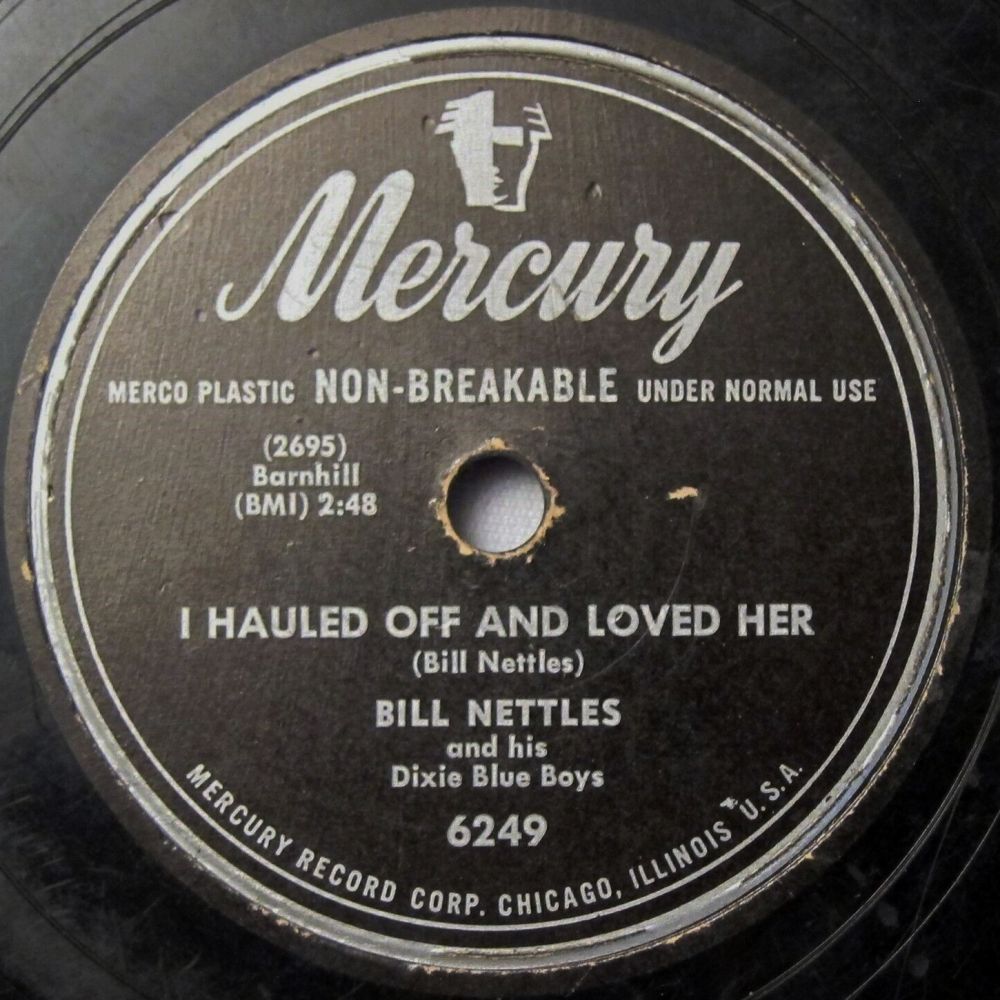 Mercury
MERCO PLASTIC NON-BREAKABLE UNDER NORMAL USE
(2695)
Barnhill
(BMI) 2:48
I HAULED OFF AND LOVED HER
(Bill Nettles)
BILL NETTLES
and his
Dixie Blue Boys
6249
MERCURY RECORD CORP. CHICAGO, ILLINOIS U.S.A.